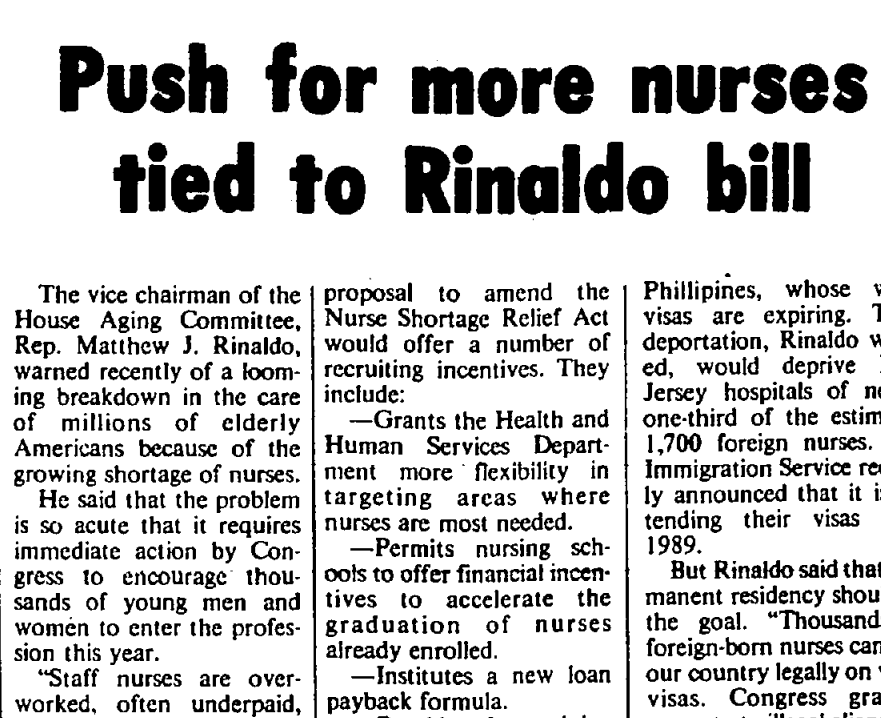 Push for more nurses
tied to Rinaldo bill
The vice chairman of the
House Aging Committee,
Rep. Matthew J. Rinaldo,
warned recently of a loom-
ing breakdown in the care
of millions of elderly
Americans because of the
growing shortage of nurses.
He said that the problem
is so acute that it requires
immediate action by Con-
gress to encourage thou-
sands of young men and
women to enter the profes-
sion this year.
“Staff nurses are over-
worked, often underpaid,
proposal to amend the
Nurse Shortage Relief Act
would offer a number of
recruiting incentives. They
include:
—Grants the Health and
Human Services Depart-
ment more flexibility in
targeting areas where
nurses are most needed.
—Permits nursing sch-
ools to offer financial incen-
tives to accelerate the
graduation of nurses
already enrolled.
—Institutes a new loan
payback formula.
Phillipines, whose
visas are expiring.
deportation, Rinaldo
ed, would deprive
Jersey hospitals of
one-third of the
1,700 foreign nurses.
Immigration Service
ly announced that it
tending their visas
1989.
But Rinaldo said that
manent residency
the goal. “Thousand
foreign-born nurses can
our country legally on
visas. Congress